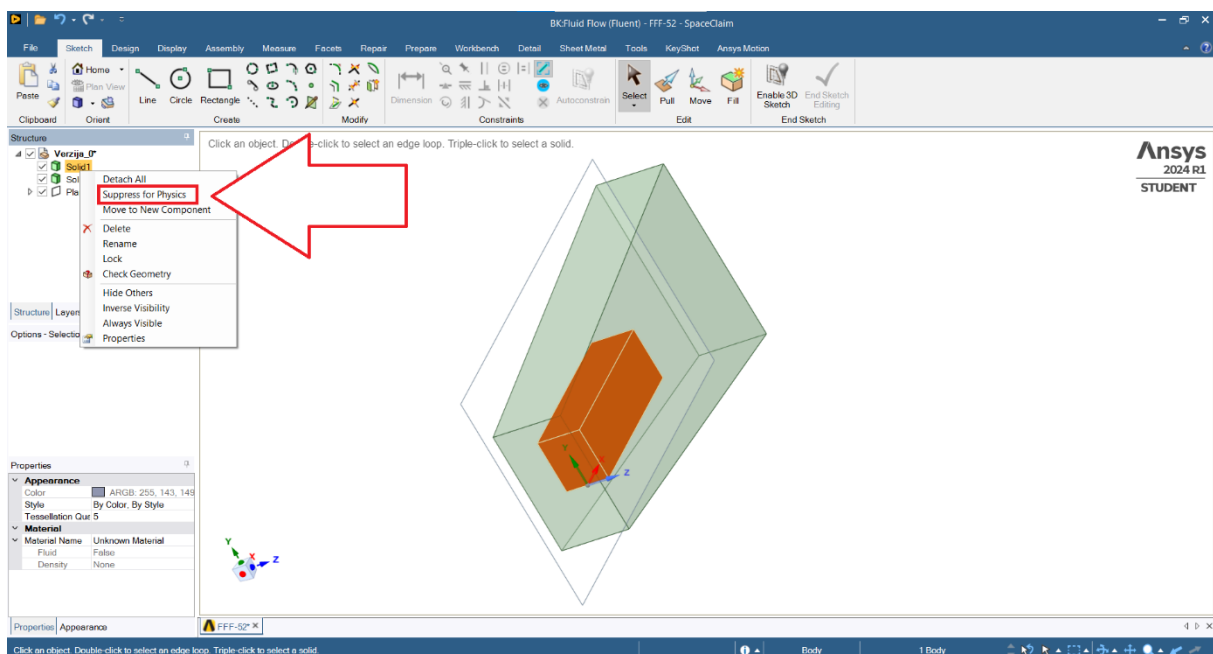 BK:Fluid Flow (Fluent) - FFF-52 - SpaceClaim
File Sketch Design Display Assembly Measure Facets Repair Prepare Workbench Detail Sheet Metal Tools KeyShot Ansys Motion
Paste Home Plan View Line Circle Rectangle Dimension Autoconstrain Select Pull Move Fill Enable 3D Sketch End Sketch Editing
Clipboard Orient Create Modify Constraints Edit End Sketch
Structure
Click an object. Double-click to select an edge loop. Triple-click to select a solid.
Verzija_0*
Solid1
Sol
Pla
Detach All
Suppress for Physics
Move to New Component
Delete
Rename
Lock
Check Geometry
Hide Others
Inverse Visibility
Always Visible
Properties
Structure Layer
Options - Selectio
Ansys
2024 R1
STUDENT
Y X Z
Y X Z
Properties
Appearance
Color ARGB: 255, 143, 149
Style By Color, By Style
Tessellation Qua 5
Material
Material Name Unknown Material
Fluid False
Density None
Properties Appearance
FFF-52*
Click an object. Double-click to select an edge loop. Triple-click to select a solid. Body 1 Body